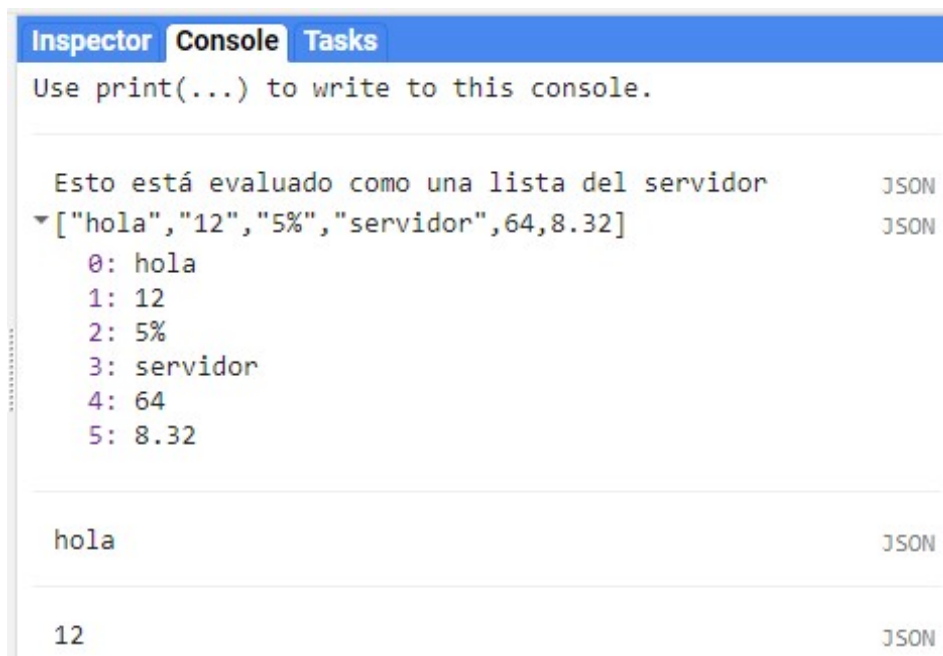 Inspector Console Tasks
Use print(...) to write to this console.
Esto está evaluado como una lista del servidor JSON
["hola","12","5%","servidor",64,8.32] JSON
0: hola
1: 12
2: 5%
3: servidor
4: 64
5: 8.32
hola JSON
12 JSON